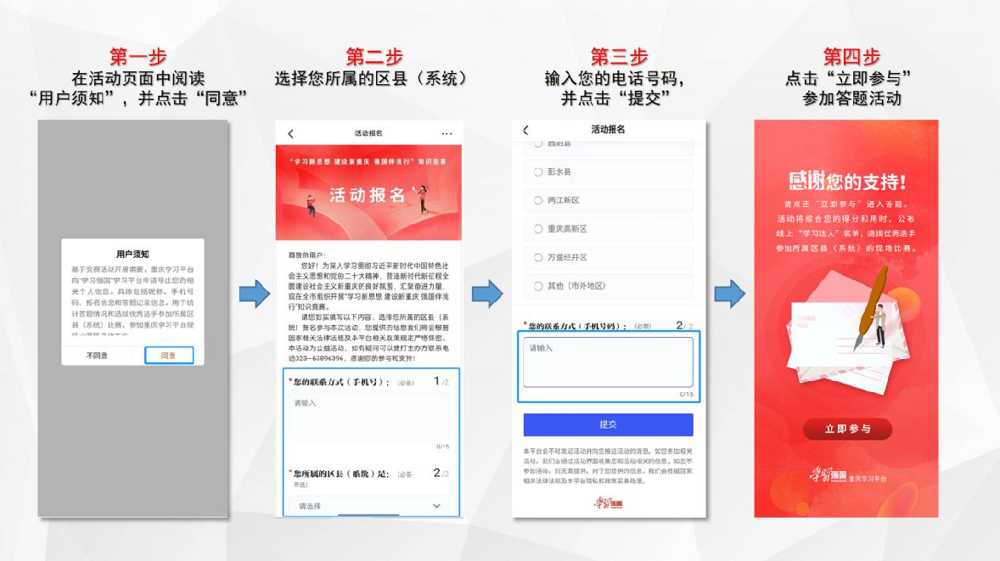 第一步
在活动页面中阅读
“用户须知”，并点击“同意”
用户须知
基于竞赛活动开展需要，重庆学习平台
向“学习强国”学习平台申请导出您的相
关个人信息，具体包括昵称、手机号
码、报名信息和答题记录信息，用于统
计答题情况和选拔优秀选手参加所属区
县（系统）比赛、参加重庆学习平台现
不同意
同意
第二步
选择您所属的区县（系统）
活动报名
“学习新思想 建设新重庆 强国伴我行”知识竞赛
活动报名
尊敬的用户：
您好！为深入学习贯彻习近平新时代中国特色社
会主义思想和党的二十大精神，营造新时代新征程全
面建设社会主义新重庆的良好氛围，汇聚奋进力量，
现在全市组织开展“学习新思想 建设新重庆 强国伴我
行”知识竞赛。
请您如实填写以下内容，选择您所属的区县（系
统）报名参与本次活动，您提供的信息我们将会根据
国家相关法律法规及本平台相关政策规定严格保密。
本活动为公益活动，如有疑问可以拨打主办方联系电
话023-63896396，感谢您的参与和支持！
*您的联系方式（手机号）： （必答） 1/2
请输入
0/15
*您所属的区县（系统）是： （必答- 2/2
单选）
请选择
第三步
输入您的电话号码，
并点击“提交”
活动报名
酉阳县
彭水县
两江新区
重庆高新区
万盛经开区
其他（市外地区）
*您的联系方式（手机号码）： （必答） 2/2
请输入
0/15
提交
本平台会不时发起活动并向您推送活动的消息。如您参加相关
活动，我们会通过活动界面收集您和活动相关的信息；如您不
参加活动，则无需提供。对于您提供的信息，我们会根据国家
相关法律法规及本平台隐私权政策妥善处理。
学习强国
第四步
点击“立即参与”
参加答题活动
感谢您的支持！
请点击“立即参与”进入答题。
活动将综合您的得分和用时，公布
线上“学习达人”名单，选拔优秀选手
参加所属区县（系统）的现场比赛。
THANK
YOU
立即参与
学习强国 重庆学习平台